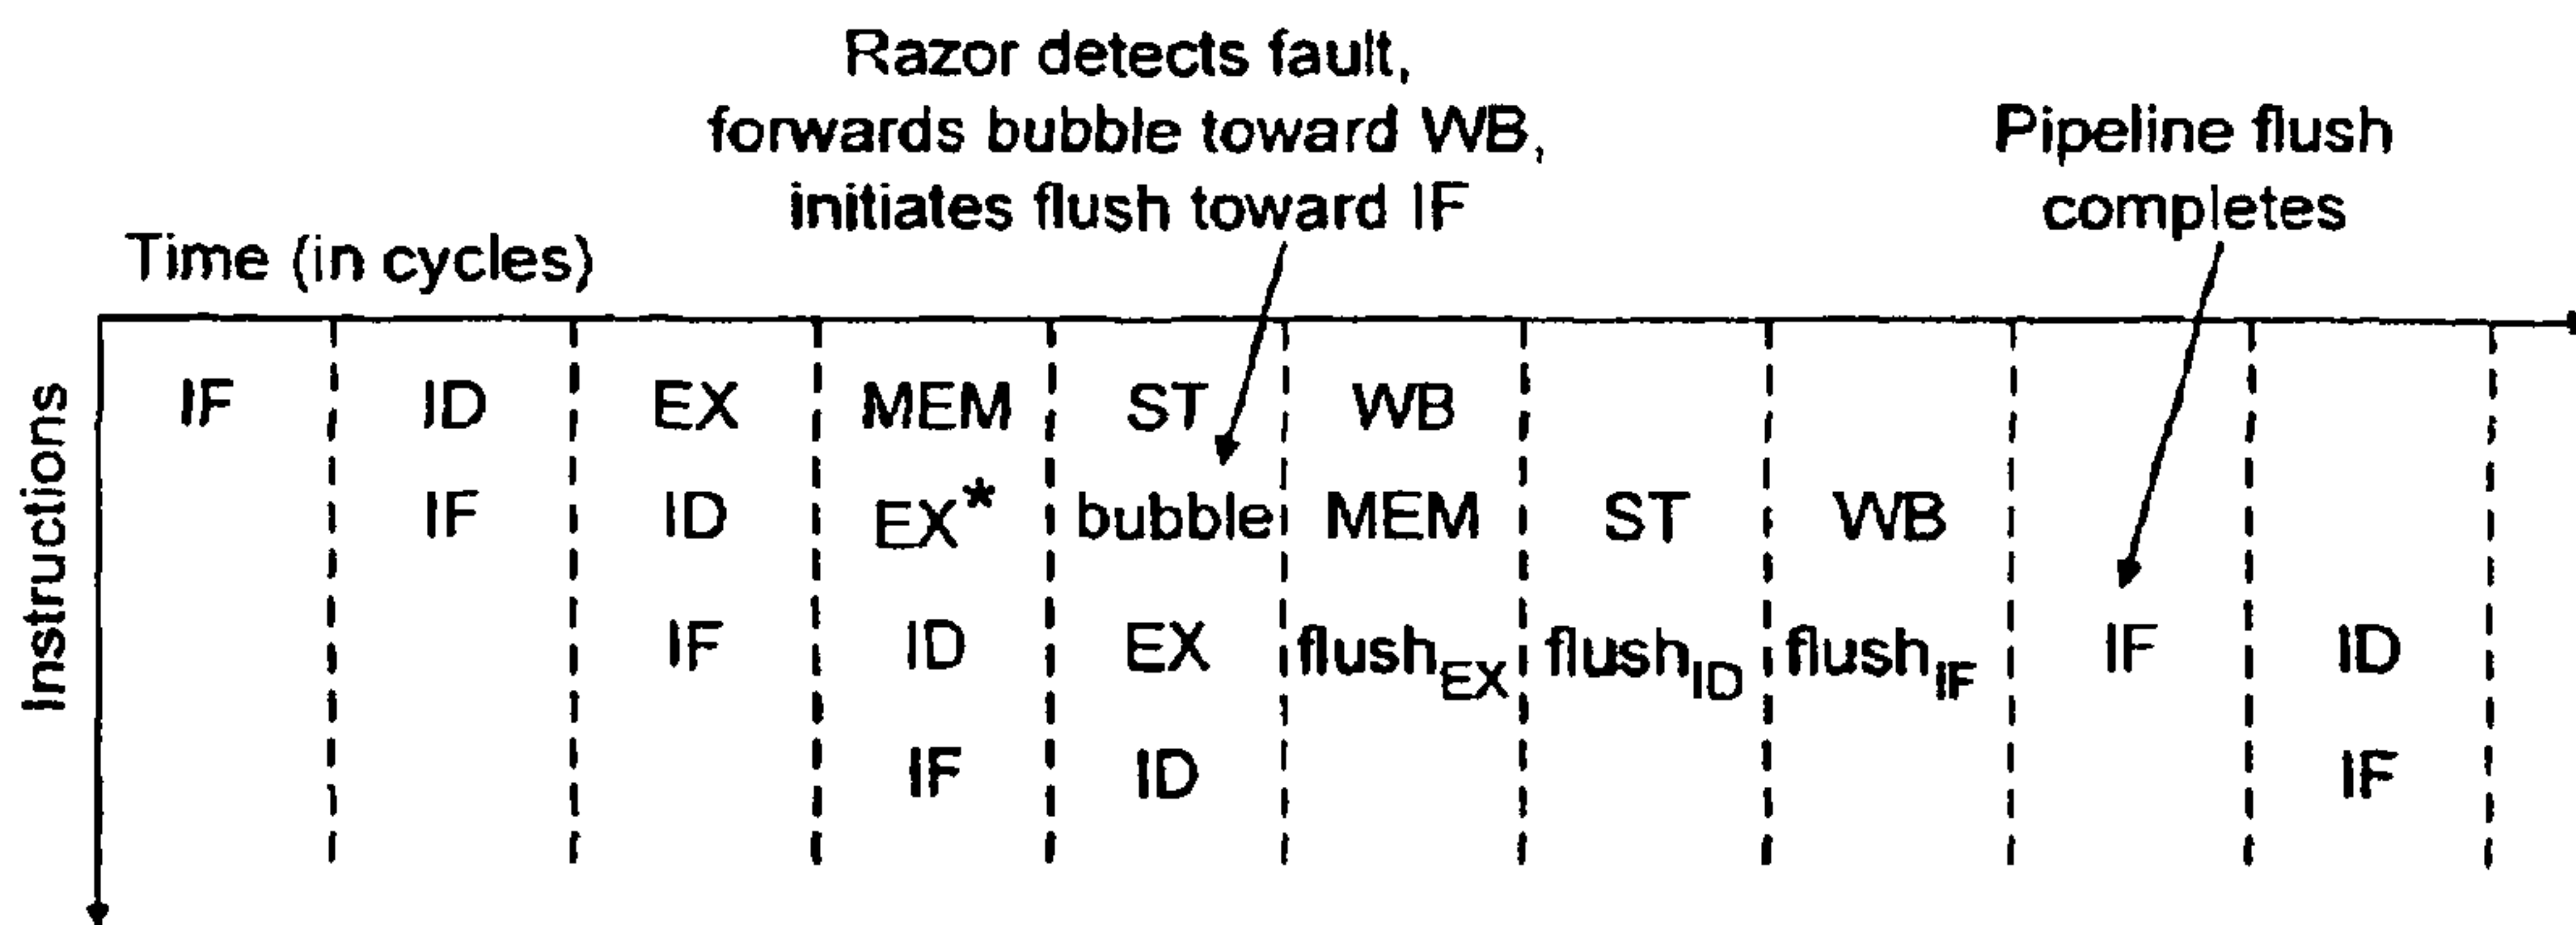 Razor detects fault,
forwards bubble toward WB,
initiates flush toward IF
Pipeline flush
completes
Time (in cycles)
Instructions
IF ID EX MEM ST WB
IF ID EX* bubble MEM ST WB
IF ID EX flushEX flushID flushIF IF ID
IF ID IF